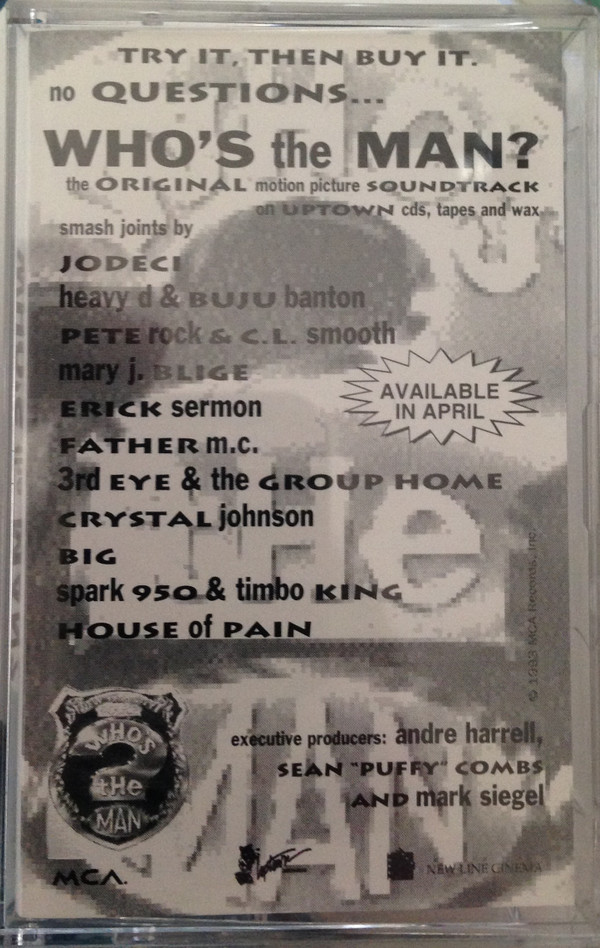 TRY IT, THEN BUY IT.
no QUESTIONS...
WHO'S the MAN?
the ORIGINAL motion picture SOUNDTRACK
on UPTOWN cds, tapes and wax
smash joints by
JODECI
heavy d & BUJU banton
PETE rock & C.L. smooth
mary j. BLIGE
ERICK sermon
AVAILABLE
IN APRIL
FATHER m.c.
3rd EYE & the GROUP HOME
CRYSTAL johnson
BIG
spark 950 & timbo KING
HOUSE of PAIN
© 1993 MCA Records, Inc.
executive producers: andre harrell,
SEAN "PUFFY" COMBS
AND mark siegel
WHO'S
?
tHe
MAN
MCA.
Uptown
NEW LINE CINEMA
tHe
MAN